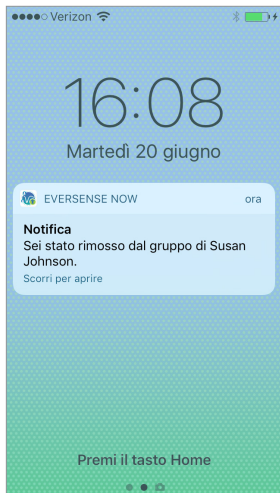 Verizon
16:08
Martedì 20 giugno
EVERSENSE NOW ora
Notifica
Sei stato rimosso dal gruppo di Susan
Johnson.
Scorri per aprire
Premi il tasto Home